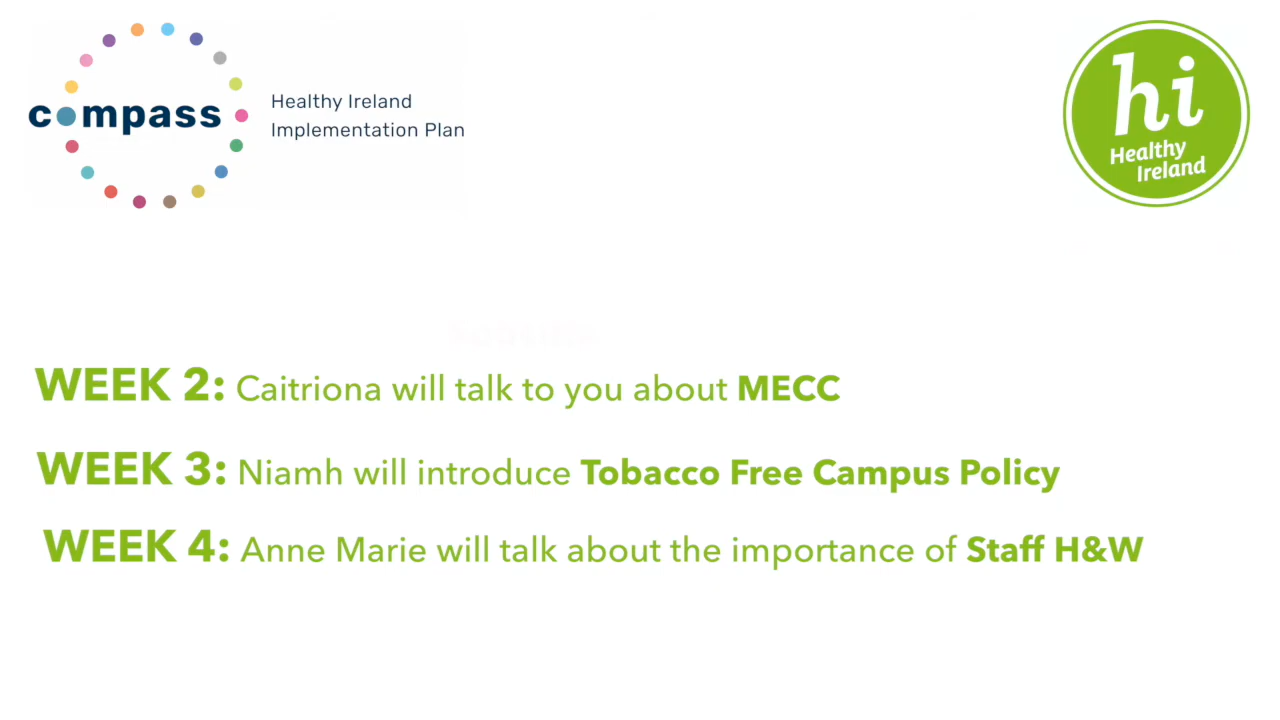 compass
Healthy Ireland
Implementation Plan
hi
Healthy
Ireland
WEEK 2: Caitriona will talk to you about MECC
WEEK 3: Niamh will introduce Tobacco Free Campus Policy
WEEK 4: Anne Marie will talk about the importance of Staff H&W